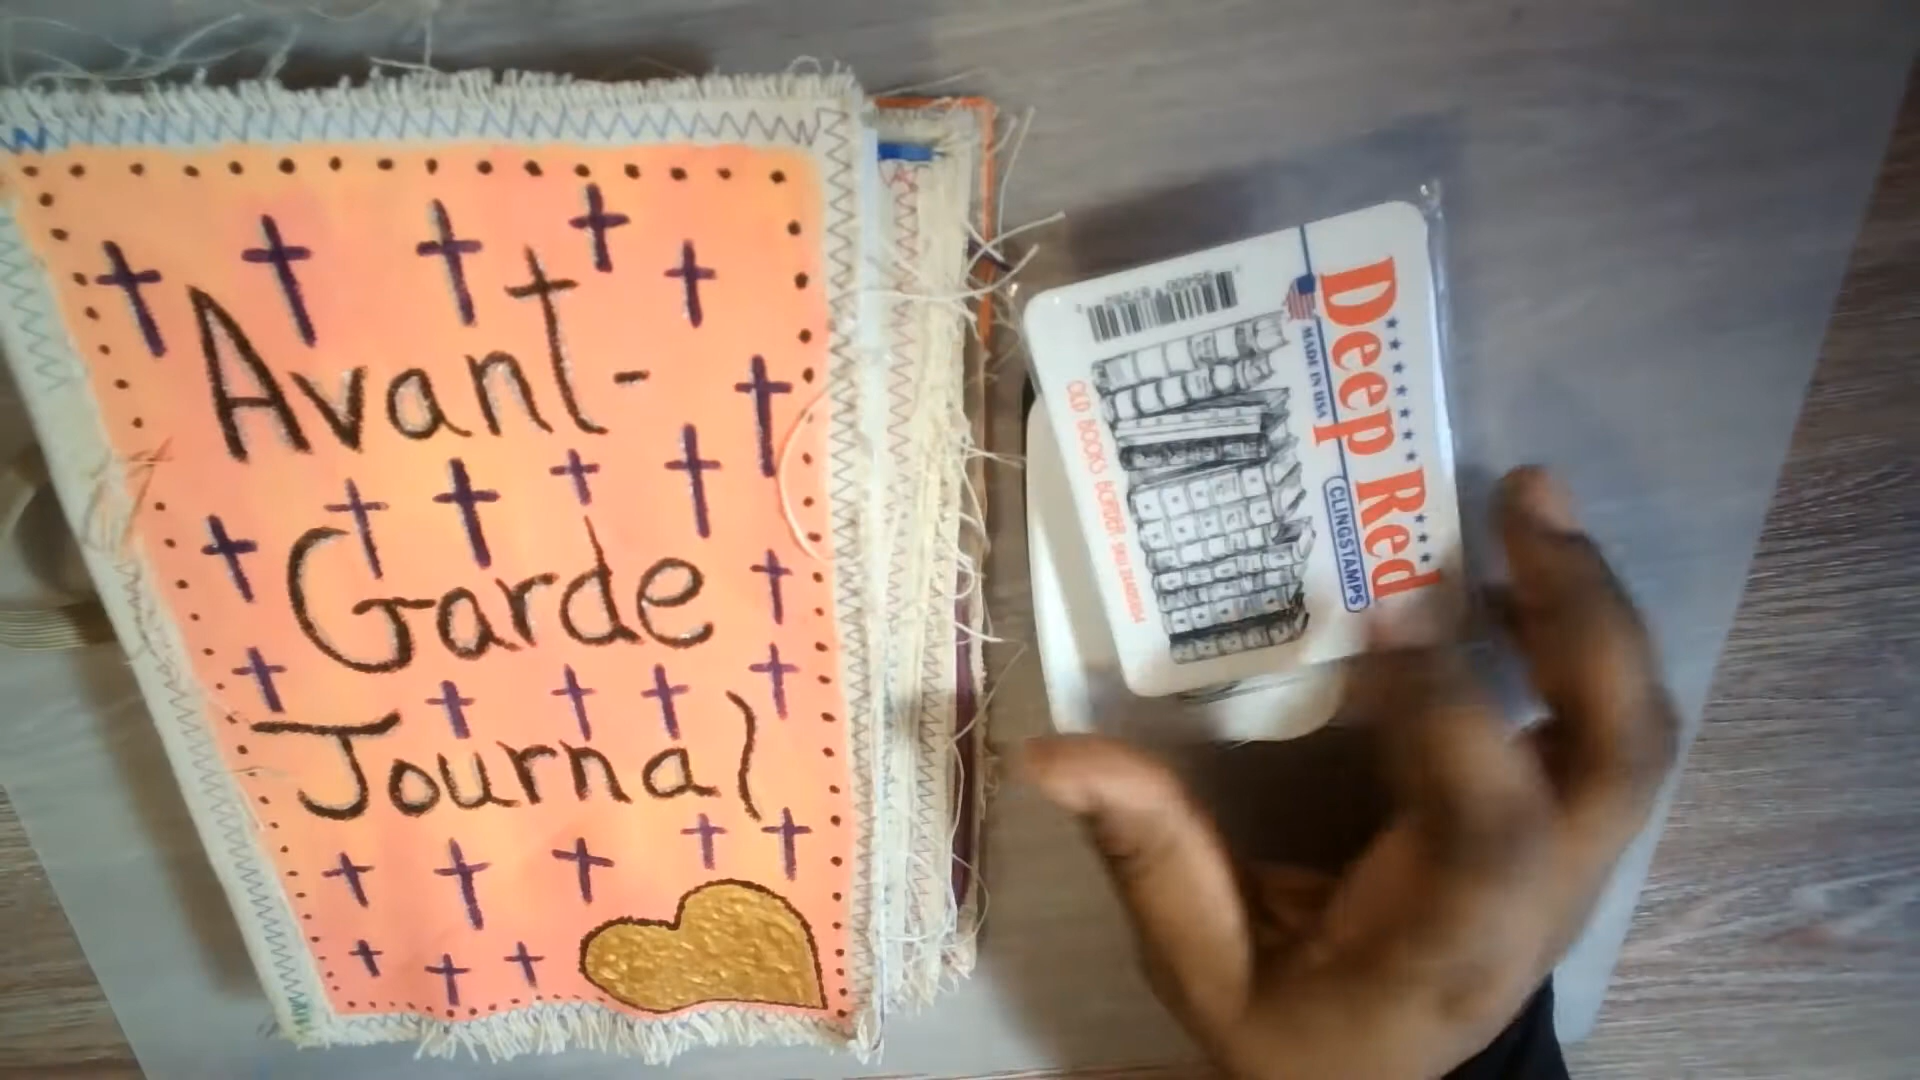 Avant-
Garde
Journal
Deep Red
MADE IN USA
CLINGSTAMPS
OLD BOOKS BORDER